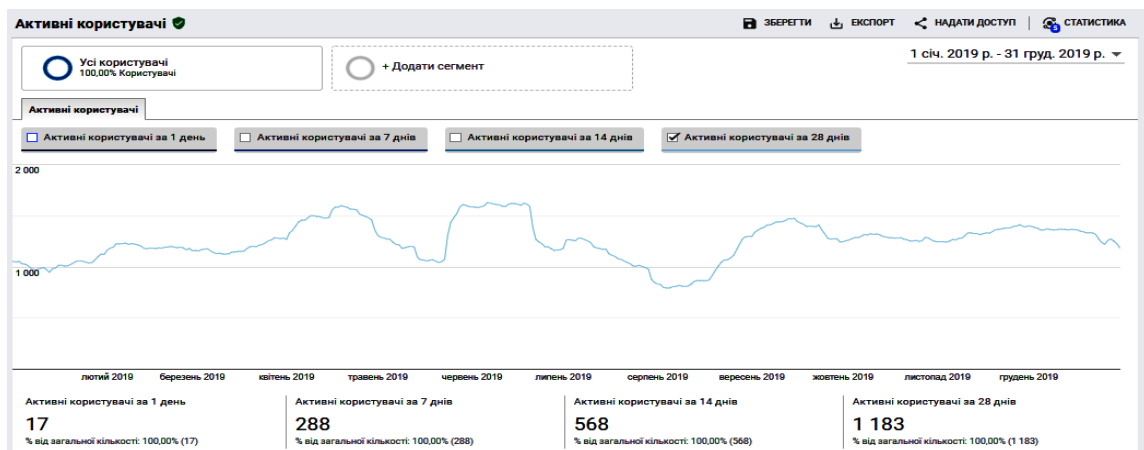 Активні користувачі
ЗБЕРЕГТИ
ЕКСПОРТ
НАДАТИ ДОСТУП
3
СТАТИСТИКА
Усі користувачі
100,00% Користувачі
+ Додати сегмент
1 січ. 2019 р. - 31 груд. 2019 р.
Активні користувачі
Активні користувачі за 1 день
Активні користувачі за 7 днів
Активні користувачі за 14 днів
Активні користувачі за 28 днів
2 000
1 000
лютий 2019
березень 2019
квітень 2019
травень 2019
червень 2019
липень 2019
серпень 2019
вересень 2019
жовтень 2019
листопад 2019
грудень 2019
Активні користувачі за 1 день
17
% від загальної кількості: 100,00% (17)
Активні користувачі за 7 днів
288
% від загальної кількості: 100,00% (288)
Активні користувачі за 14 днів
568
% від загальної кількості: 100,00% (568)
Активні користувачі за 28 днів
1 183
% від загальної кількості: 100,00% (1 183)